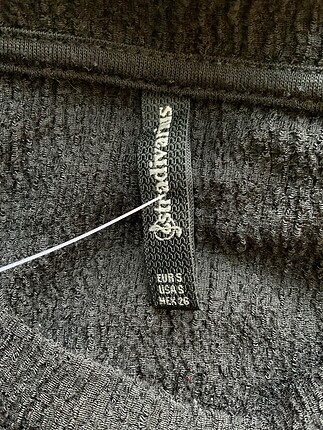 stradivarius
EUR S
USA S
MEX 26